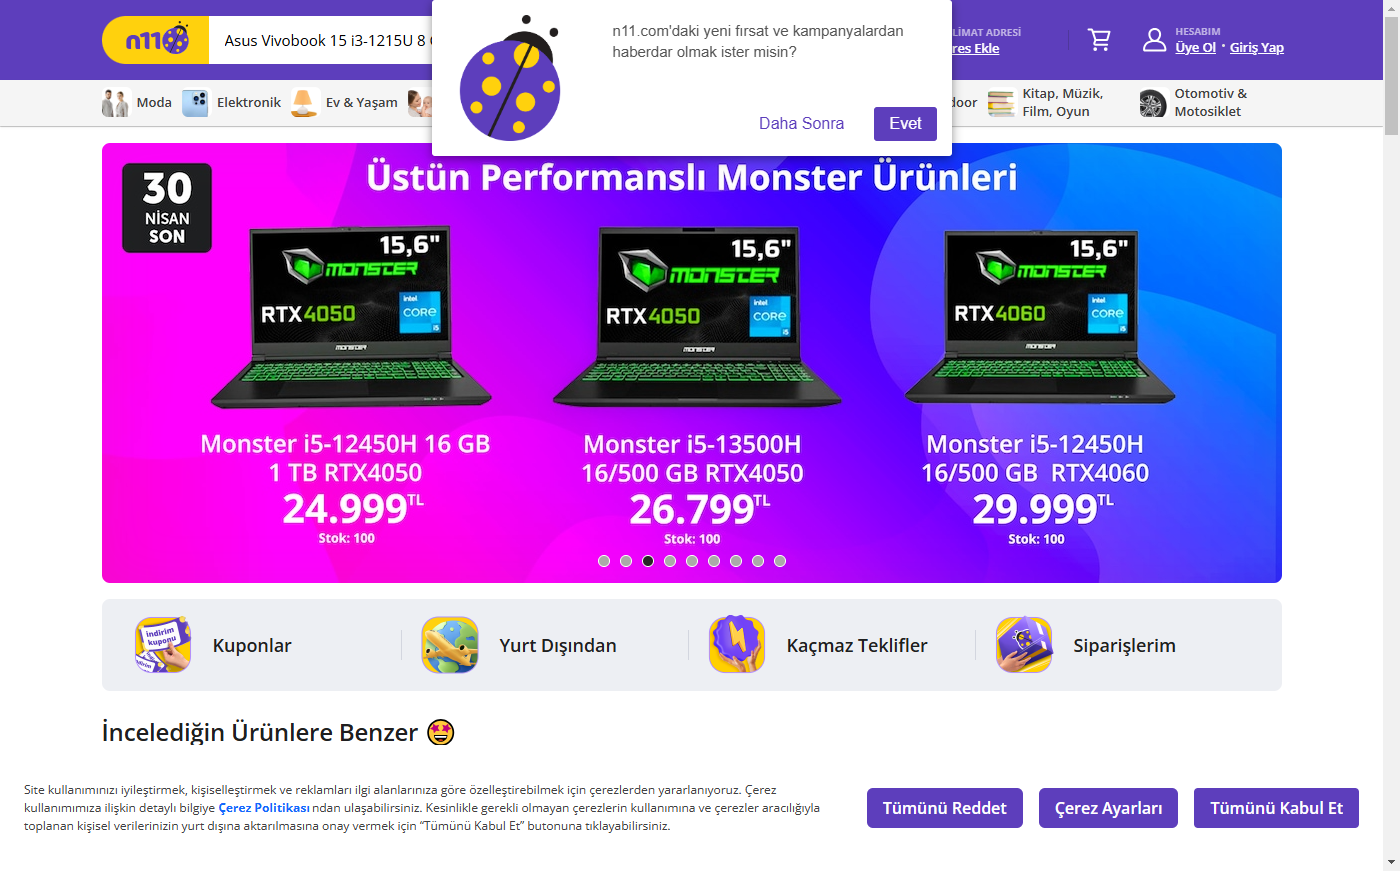 n11
Asus Vivobook 15 i3-1215U 8
n11.com'daki yeni fırsat ve kampanyalardan
haberdar olmak ister misin?
Daha Sonra
Evet
LİMAT ADRESİ
res Ekle
HESABIM
Üye Ol · Giriş Yap
Moda
Elektronik
Ev & Yaşam
door
Kitap, Müzik,
Film, Oyun
Otomotiv &
Motosiklet
30
NİSAN
SON
Üstün Performanslı Monster Ürünleri
15,6"
MONSTER
RTX4050
intel
CORE
i5
MONSTER
15,6"
MONSTER
RTX4050
intel
CORE
i5
MONSTER
15,6"
MONSTER
RTX4060
intel
CORE
i5
MONSTER
Monster i5-12450H 16 GB
1 TB RTX4050
24.999TL
Stok: 100
Monster i5-13500H
16/500 GB RTX4050
26.799TL
Stok: 100
Monster i5-12450H
16/500 GB RTX4060
29.999TL
Stok: 100
indirim
kuponu
Kuponlar
Yurt Dışından
Kaçmaz Teklifler
Siparişlerim
İncelediğin Ürünlere Benzer
Site kullanımınızı iyileştirmek, kişiselleştirmek ve reklamları ilgi alanlarınıza göre özelleştirebilmek için çerezlerden yararlanıyoruz. Çerez
kullanımımıza ilişkin detaylı bilgiye Çerez Politikası ndan ulaşabilirsiniz. Kesinlikle gerekli olmayan çerezlerin kullanımına ve çerezler aracılığıyla
toplanan kişisel verilerinizin yurt dışına aktarılmasına onay vermek için “Tümünü Kabul Et” butonuna tıklayabilirsiniz.
Tümünü Reddet
Çerez Ayarları
Tümünü Kabul Et